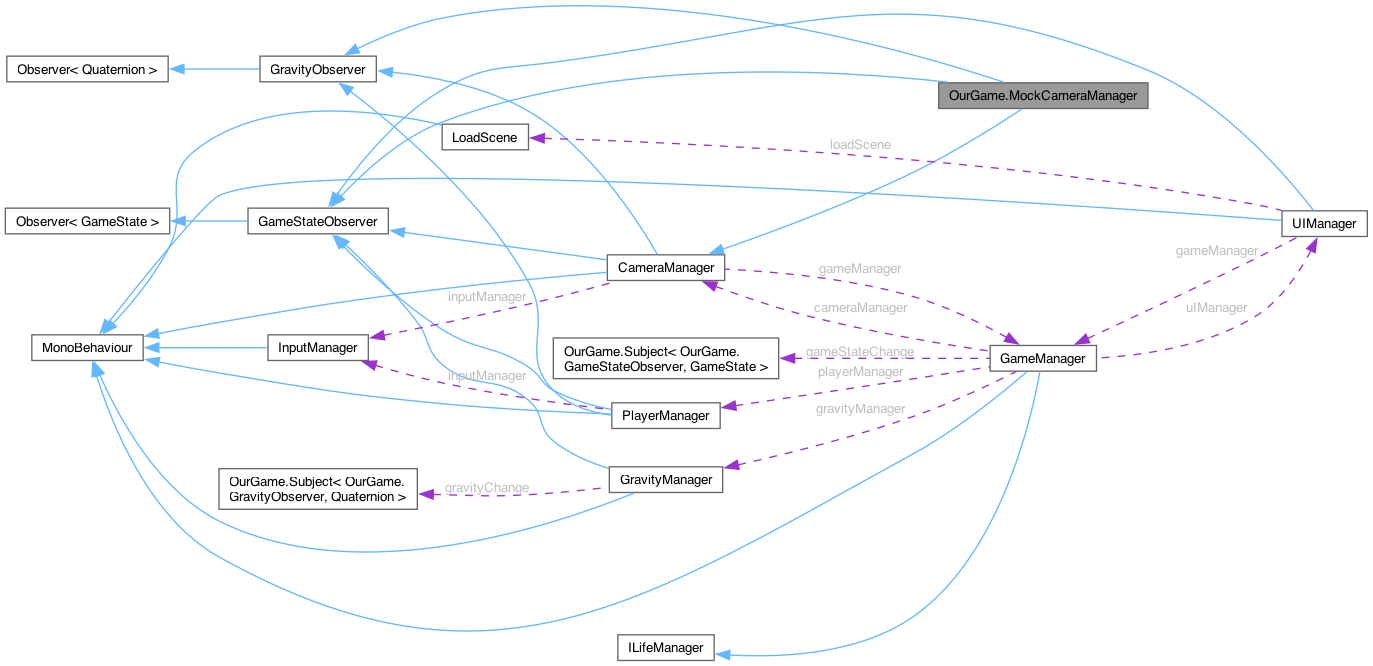 Observer< Quaternion >
GravityObserver
OurGame.MockCameraManager
LoadScene
loadScene
Observer< GameState >
GameStateObserver
UIManager
gameManager
CameraManager
gameManager
inputManager
cameraManager
uIManager
MonoBehaviour
InputManager
OurGame.Subject< OurGame.
GameStateObserver, GameState >
gameStateChange
GameManager
playerManager
inputManager
PlayerManager
gravityManager
OurGame.Subject< OurGame.
GravityObserver, Quaternion >
gravityChange
GravityManager
ILifeManager